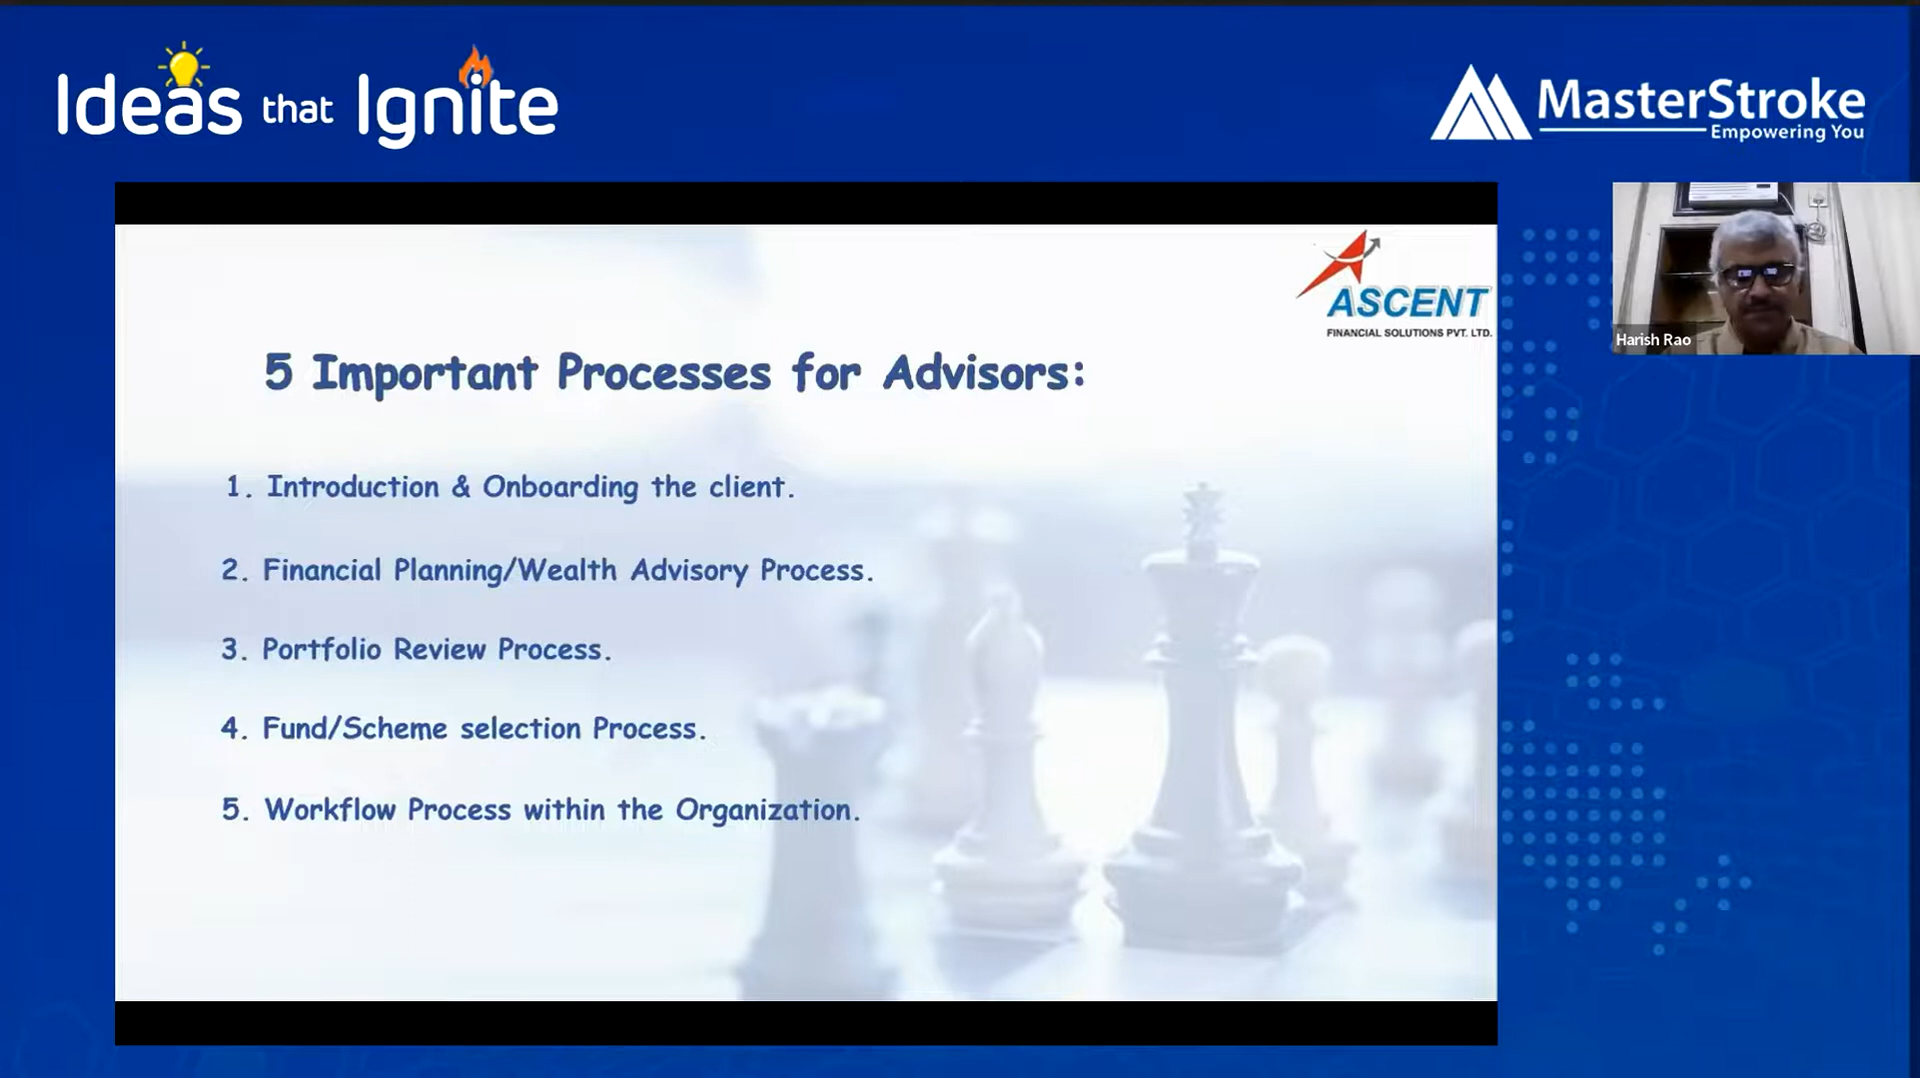 Ideas that Ignite
MasterStroke
Empowering You
ASCENT
FINANCIAL SOLUTIONS PVT. LTD.
Harish Rao
5 Important Processes for Advisors:
1. Introduction & Onboarding the client.
2. Financial Planning/Wealth Advisory Process.
3. Portfolio Review Process.
4. Fund/Scheme selection Process.
5. Workflow Process within the Organization.